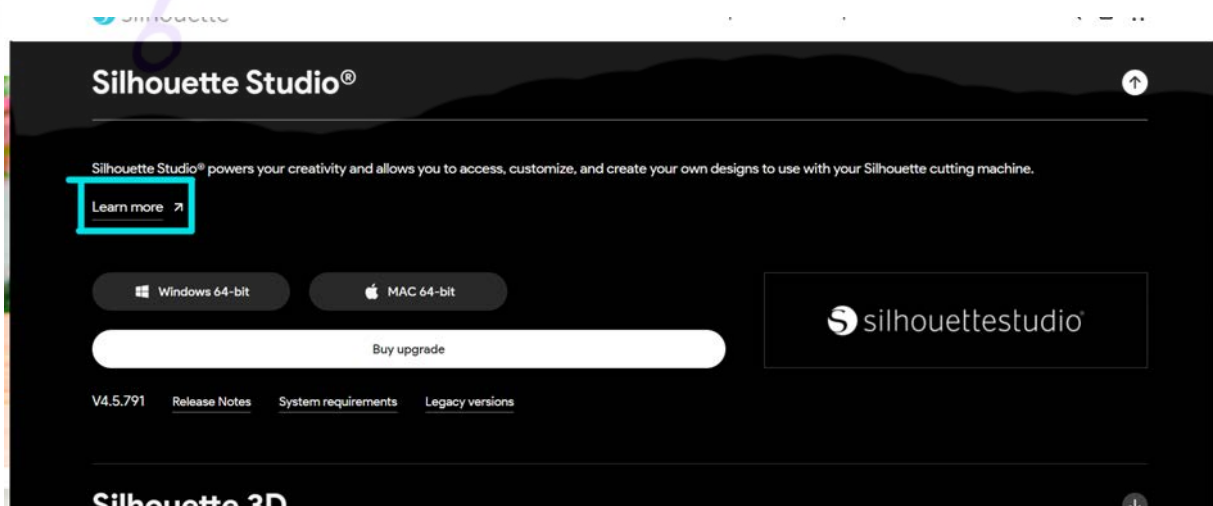 6
Silhouette Studio®
Silhouette Studio® powers your creativity and allows you to access, customize, and create your own designs to use with your Silhouette cutting machine.
Learn more ↗
Windows 64-bit
MAC 64-bit
silhouettestudio
Buy upgrade
V4.5.791 Release Notes System requirements Legacy versions
Silhouette 3D